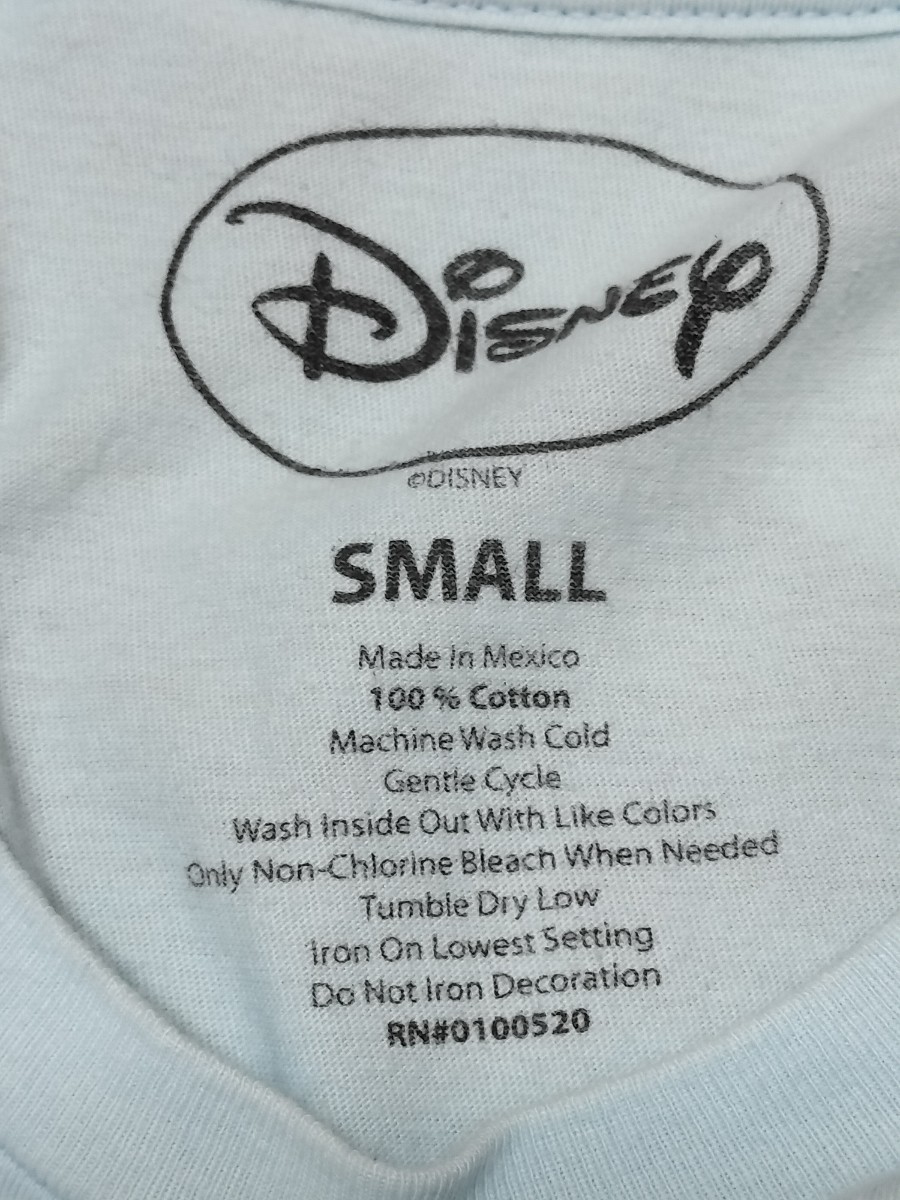 Disney
©DISNEY
SMALL
Made in Mexico
100 % Cotton
Machine Wash Cold
Gentle Cycle
Wash Inside Out With Like Colors
Only Non-Chlorine Bleach When Needed
Tumble Dry Low
Iron On Lowest Setting
Do Not Iron Decoration
RN#0100520